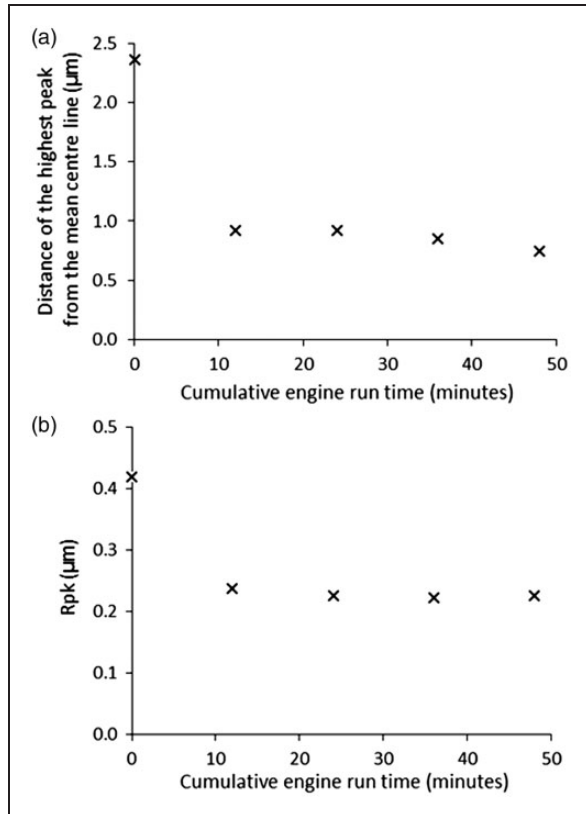 (a)
Distance of the highest peak
from the mean centre line (µm)
2.5
2.0
1.5
1.0
0.5
0.0
0 10 20 30 40 50
Cumulative engine run time (minutes)
(b)
Rpk (µm)
0.5
0.4
0.3
0.2
0.1
0.0
0 10 20 30 40 50
Cumulative engine run time (minutes)